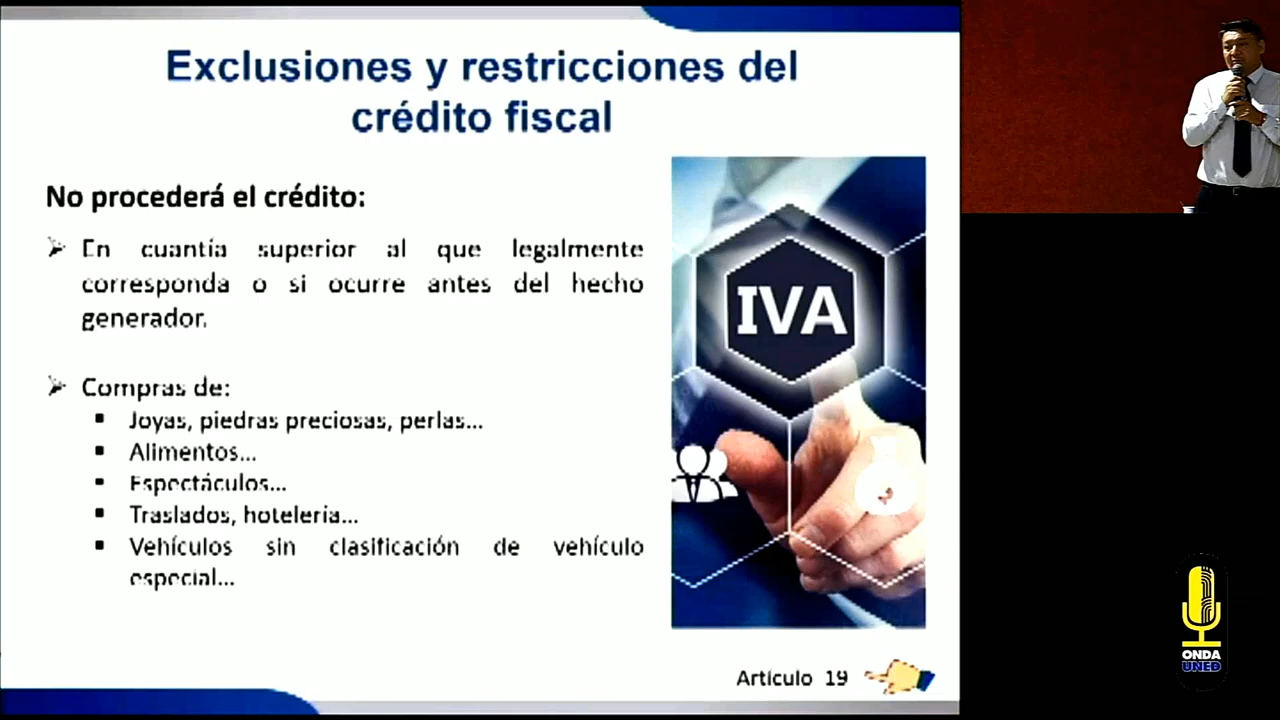 Exclusiones y restricciones del
crédito fiscal
No procederá el crédito:
En cuantía superior al que legalmente
corresponda o si ocurre antes del hecho
generador.
Compras de:
Joyas, piedras preciosas, perlas...
Alimentos...
Espectáculos...
Traslados, hotelería...
Vehículos sin clasificación de vehículo
especial...
IVA
Artículo 19
ONDA
UNED